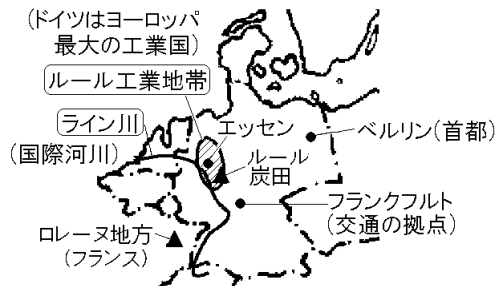 (ドイツはヨーロッパ
最大の工業国)
ルール工業地帯
ライン川
(国際河川)
エッセン
ルール
炭田
ベルリン(首都)
フランクフルト
(交通の拠点)
ロレーヌ地方
(フランス)